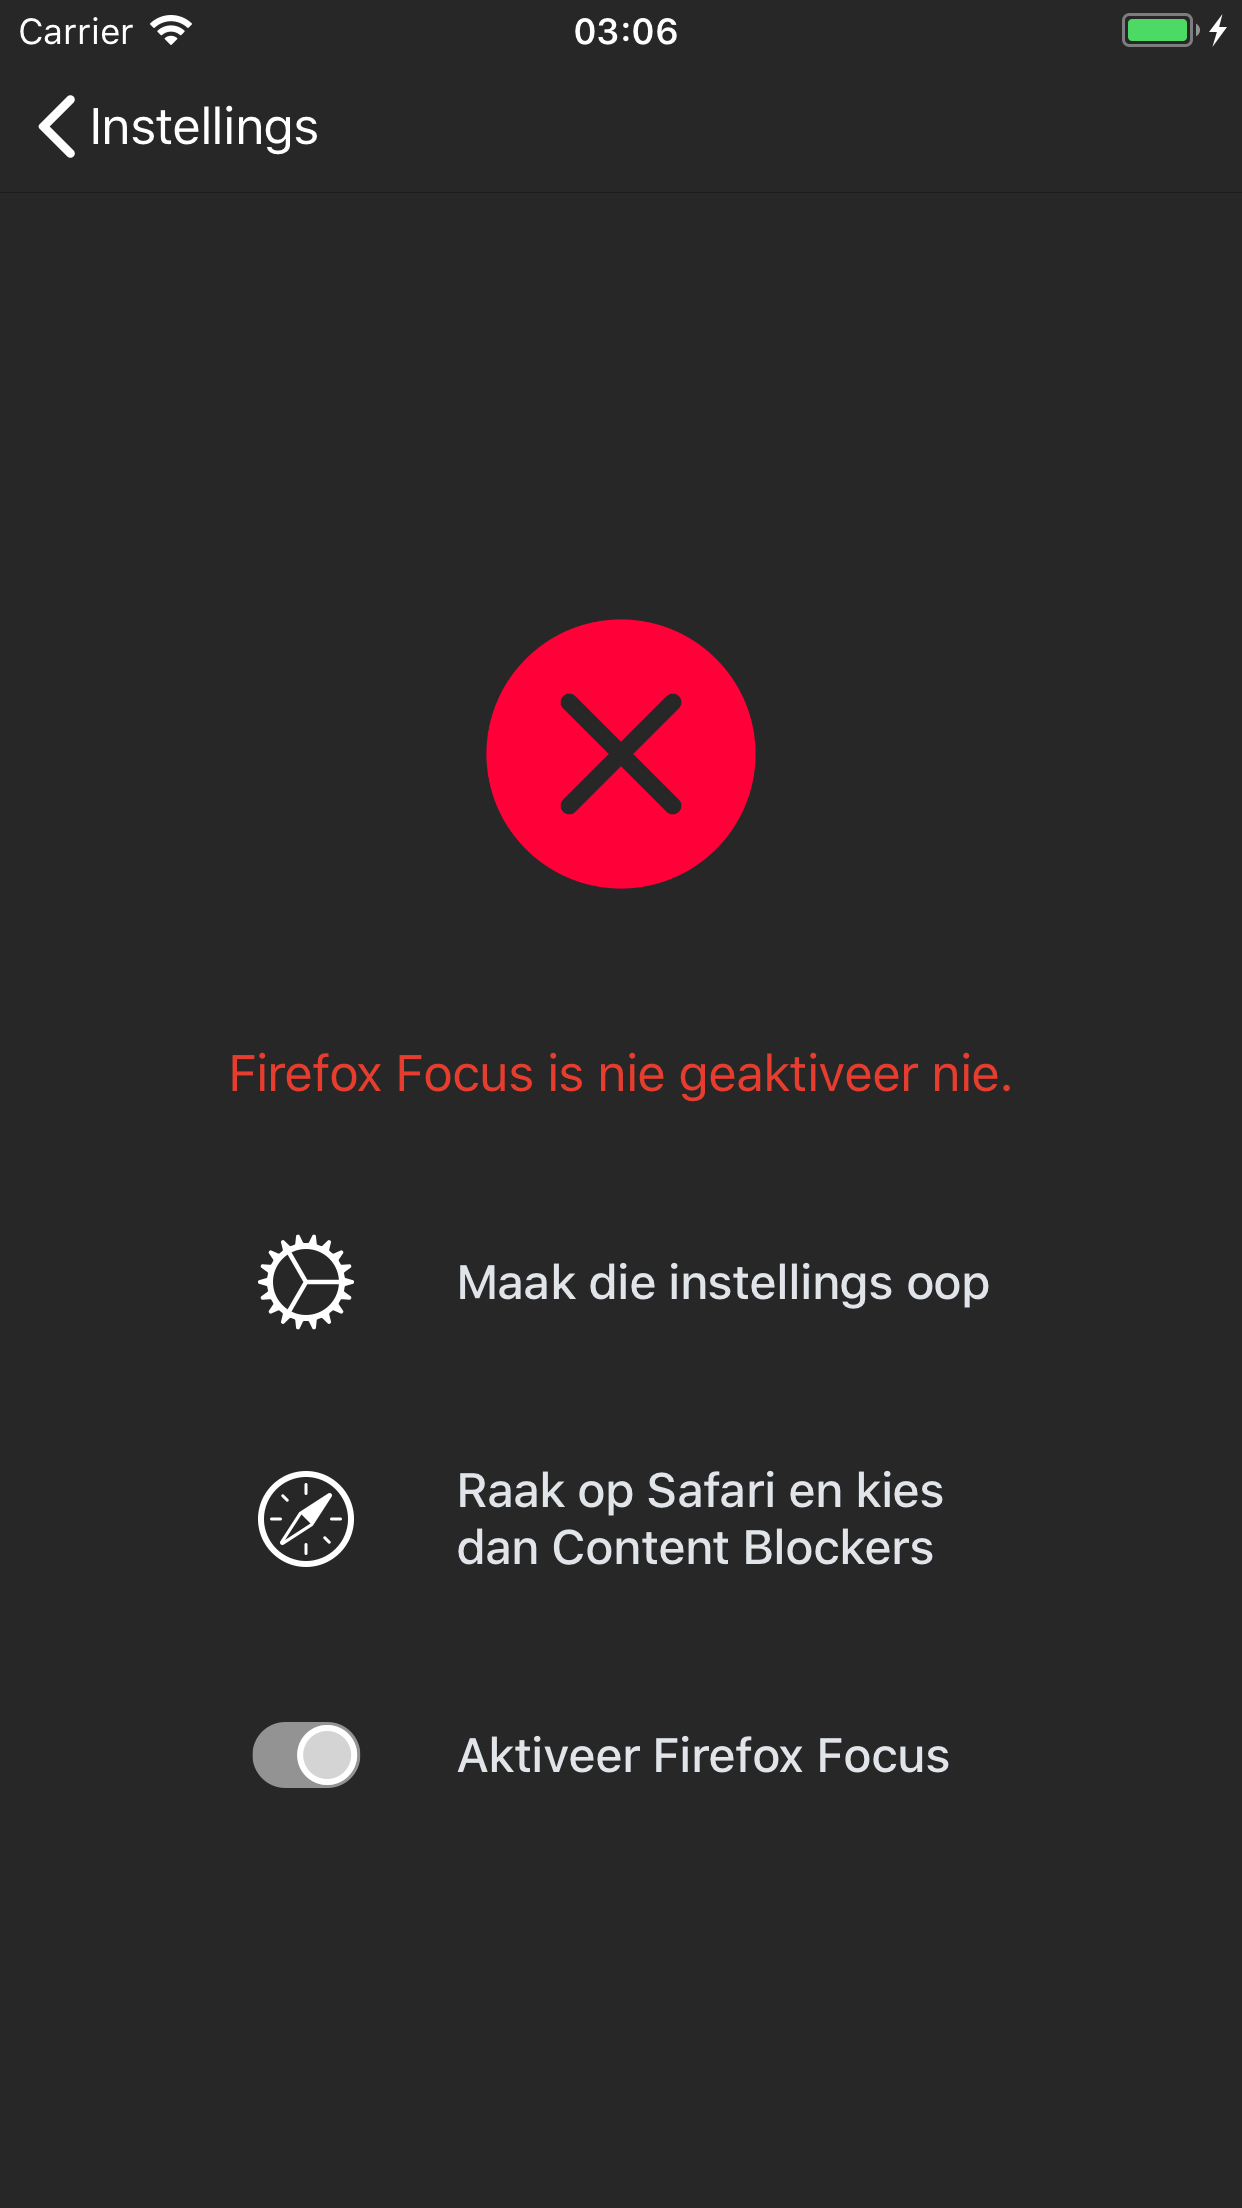 Carrier 03:06
Instellings
Firefox Focus is nie geaktiveer nie.
Maak die instellings oop
Raak op Safari en kies
dan Content Blockers
Aktiveer Firefox Focus